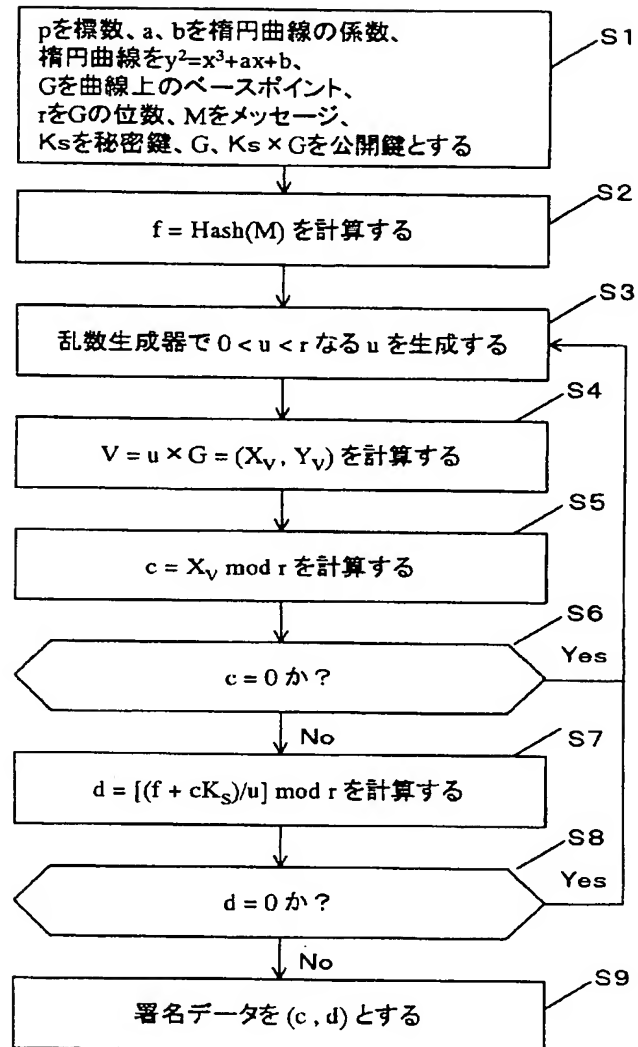 pを標数、a、bを楕円曲線の係数、
楕円曲線をy²=x³+ax+b、
Gを曲線上のベースポイント、
rをGの位数、Mをメッセージ、
Ksを秘密鍵、G、Ks×Gを公開鍵とする
S1
f = Hash(M) を計算する
S2
乱数生成器で 0 < u < r なる u を生成する
S3
V = u × G = (X_V , Y_V) を計算する
S4
c = X_V mod r を計算する
S5
c = 0 か?
S6
Yes
No
d = [(f + cK_S)/u] mod r を計算する
S7
d = 0 か?
S8
Yes
No
署名データを (c , d) とする
S9